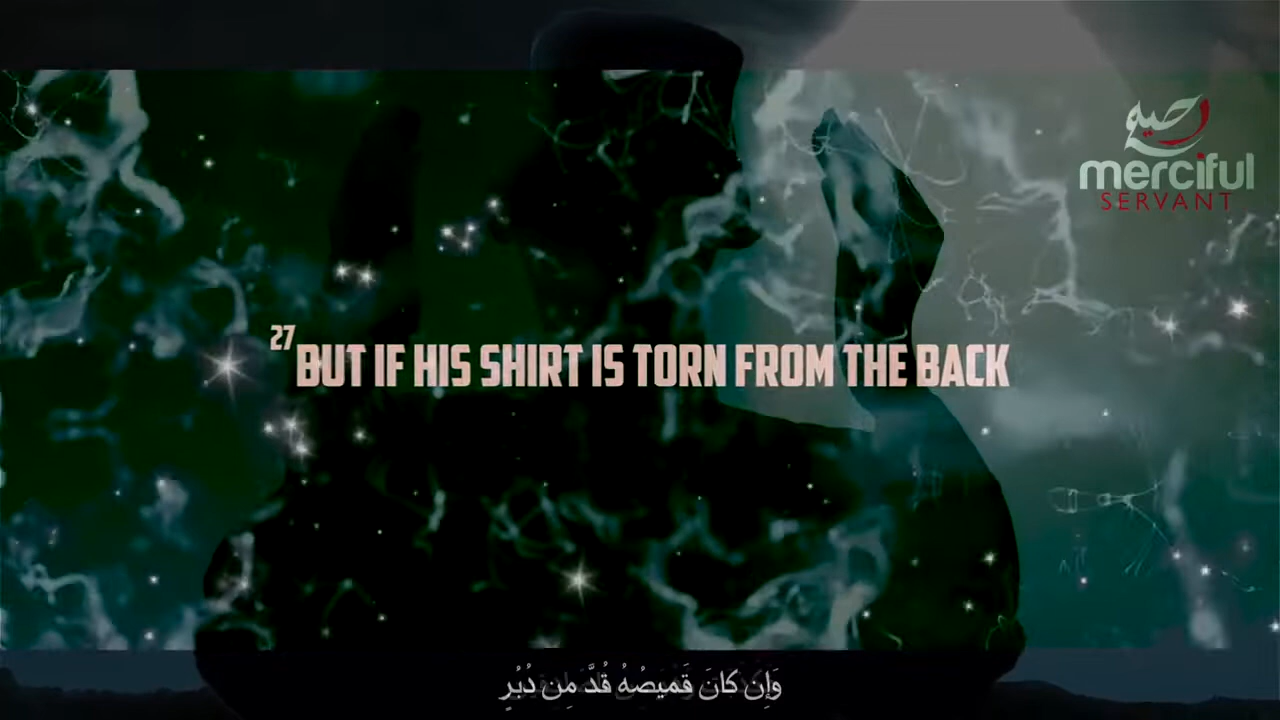 merciful
SERVANT
27 BUT IF HIS SHIRT IS TORN FROM THE BACK
وَإِن كَانَ قَمِيصُهُ قُدَّ مِن دُبُرٍ